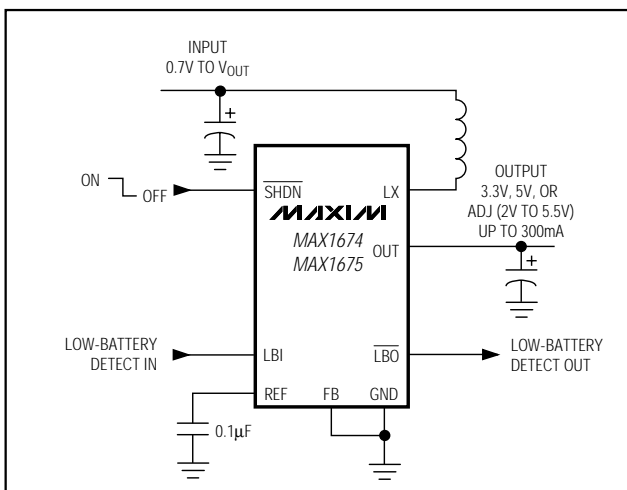 INPUT
0.7V TO VOUT
ON
OFF
SHDN
LX
OUTPUT
3.3V, 5V, OR
ADJ (2V TO 5.5V)
UP TO 300mA
MAXIM
MAX1674
MAX1675
OUT
LOW-BATTERY
DETECT IN
LBI
LBO
LOW-BATTERY
DETECT OUT
REF
FB
GND
0.1µF